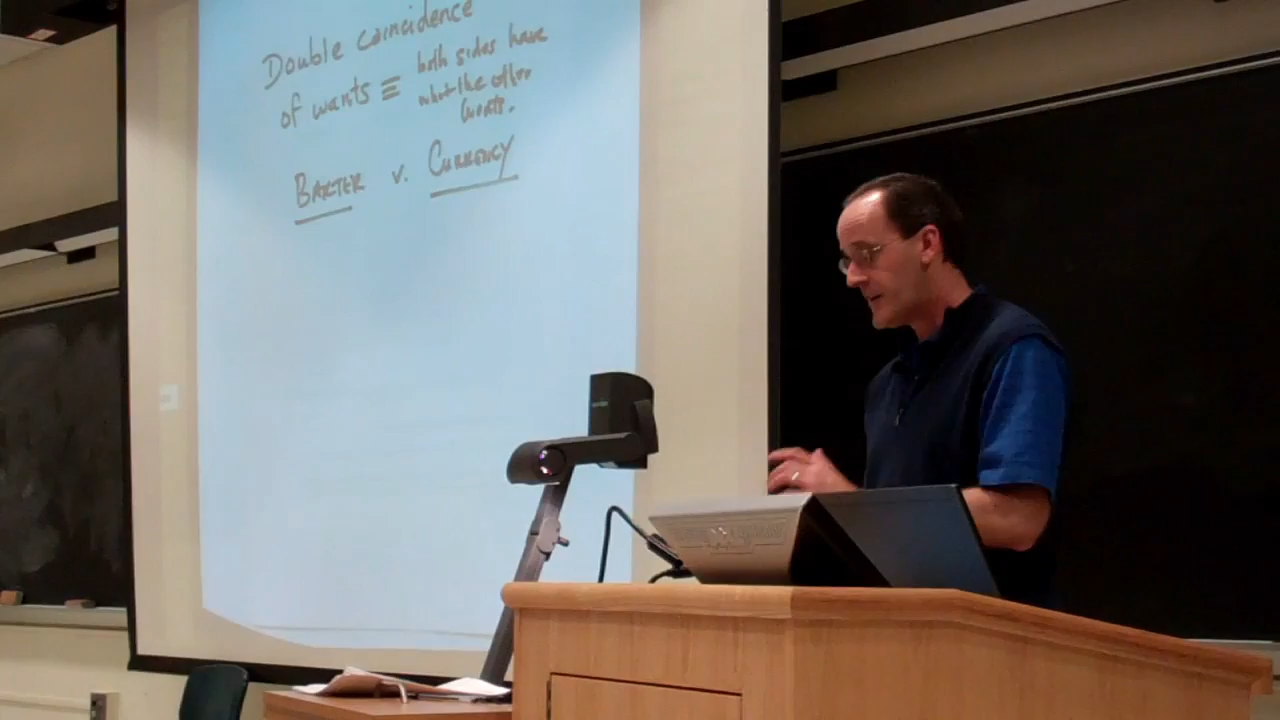 Double coincidence
of wants ≡ both sides have
what the other
wants.
BARTER v. CURRENCY